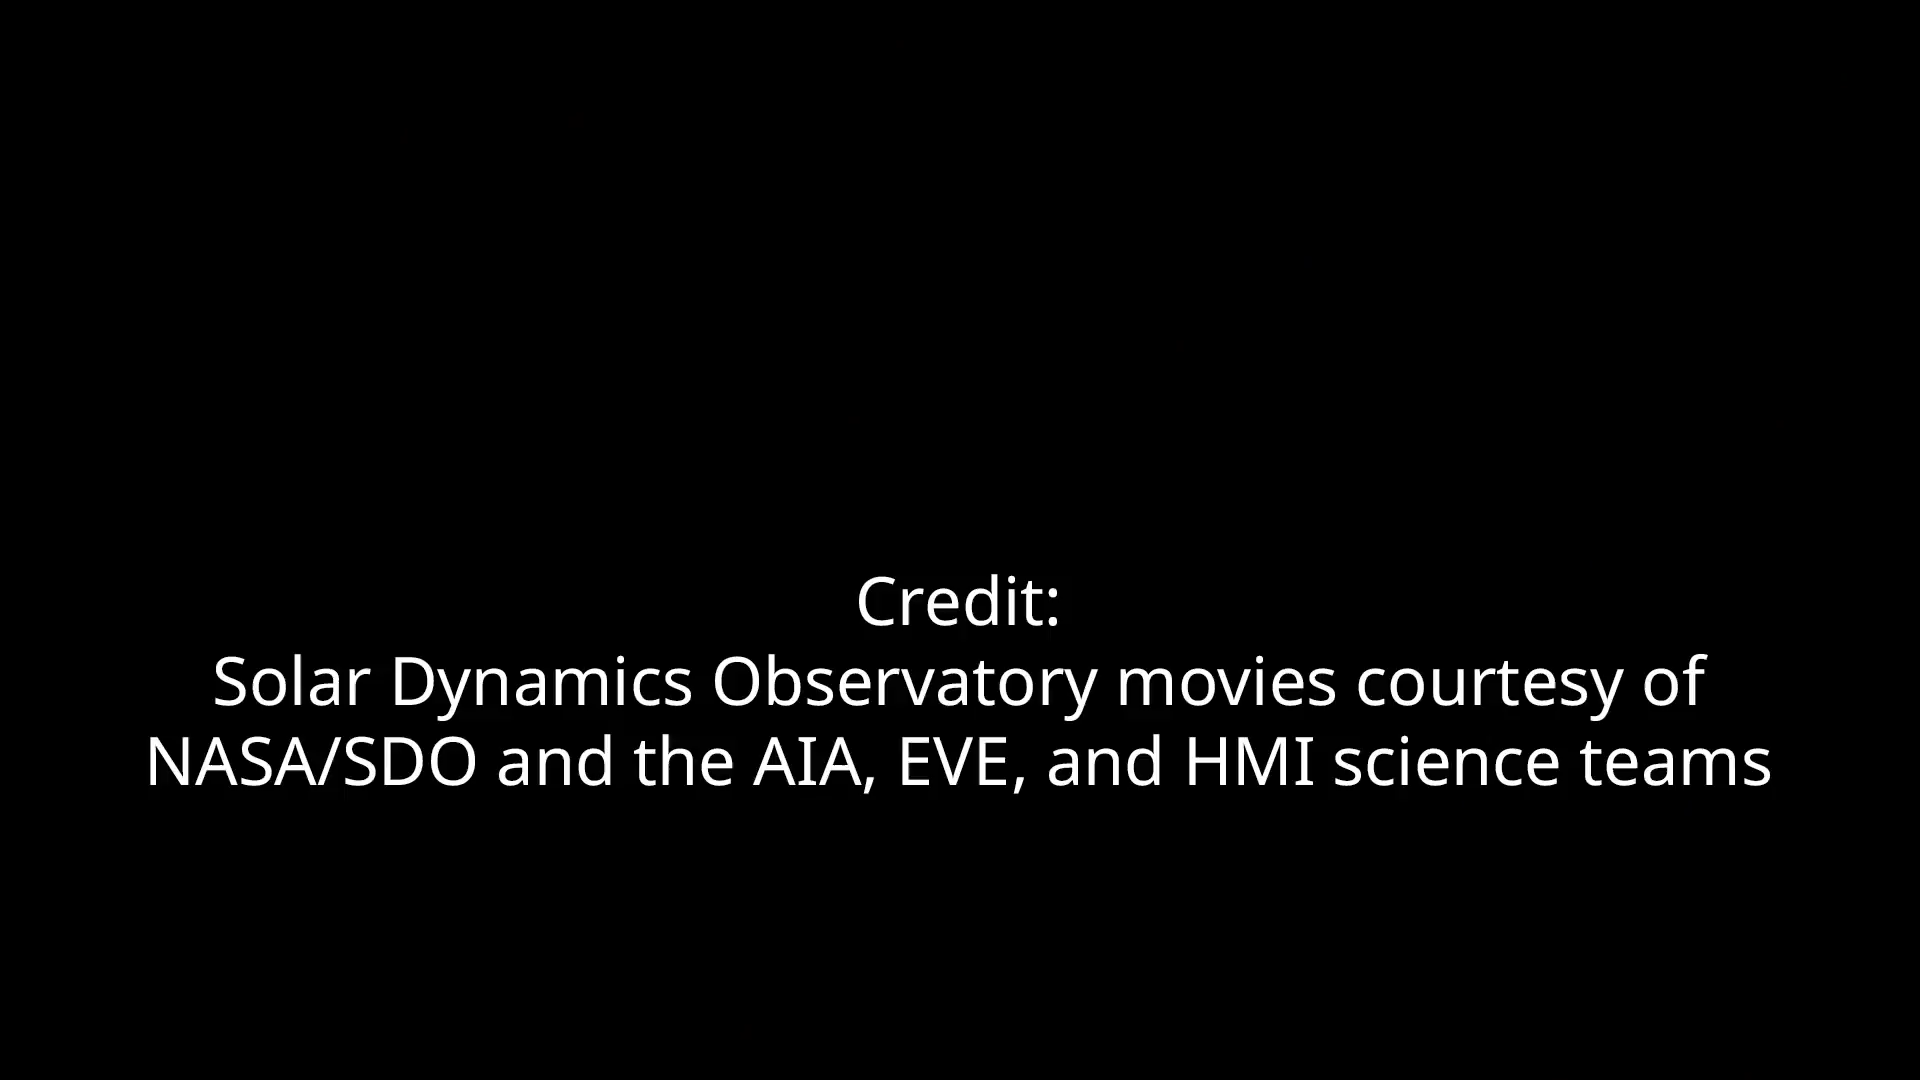 Credit:
Solar Dynamics Observatory movies courtesy of
NASA/SDO and the AIA, EVE, and HMI science teams